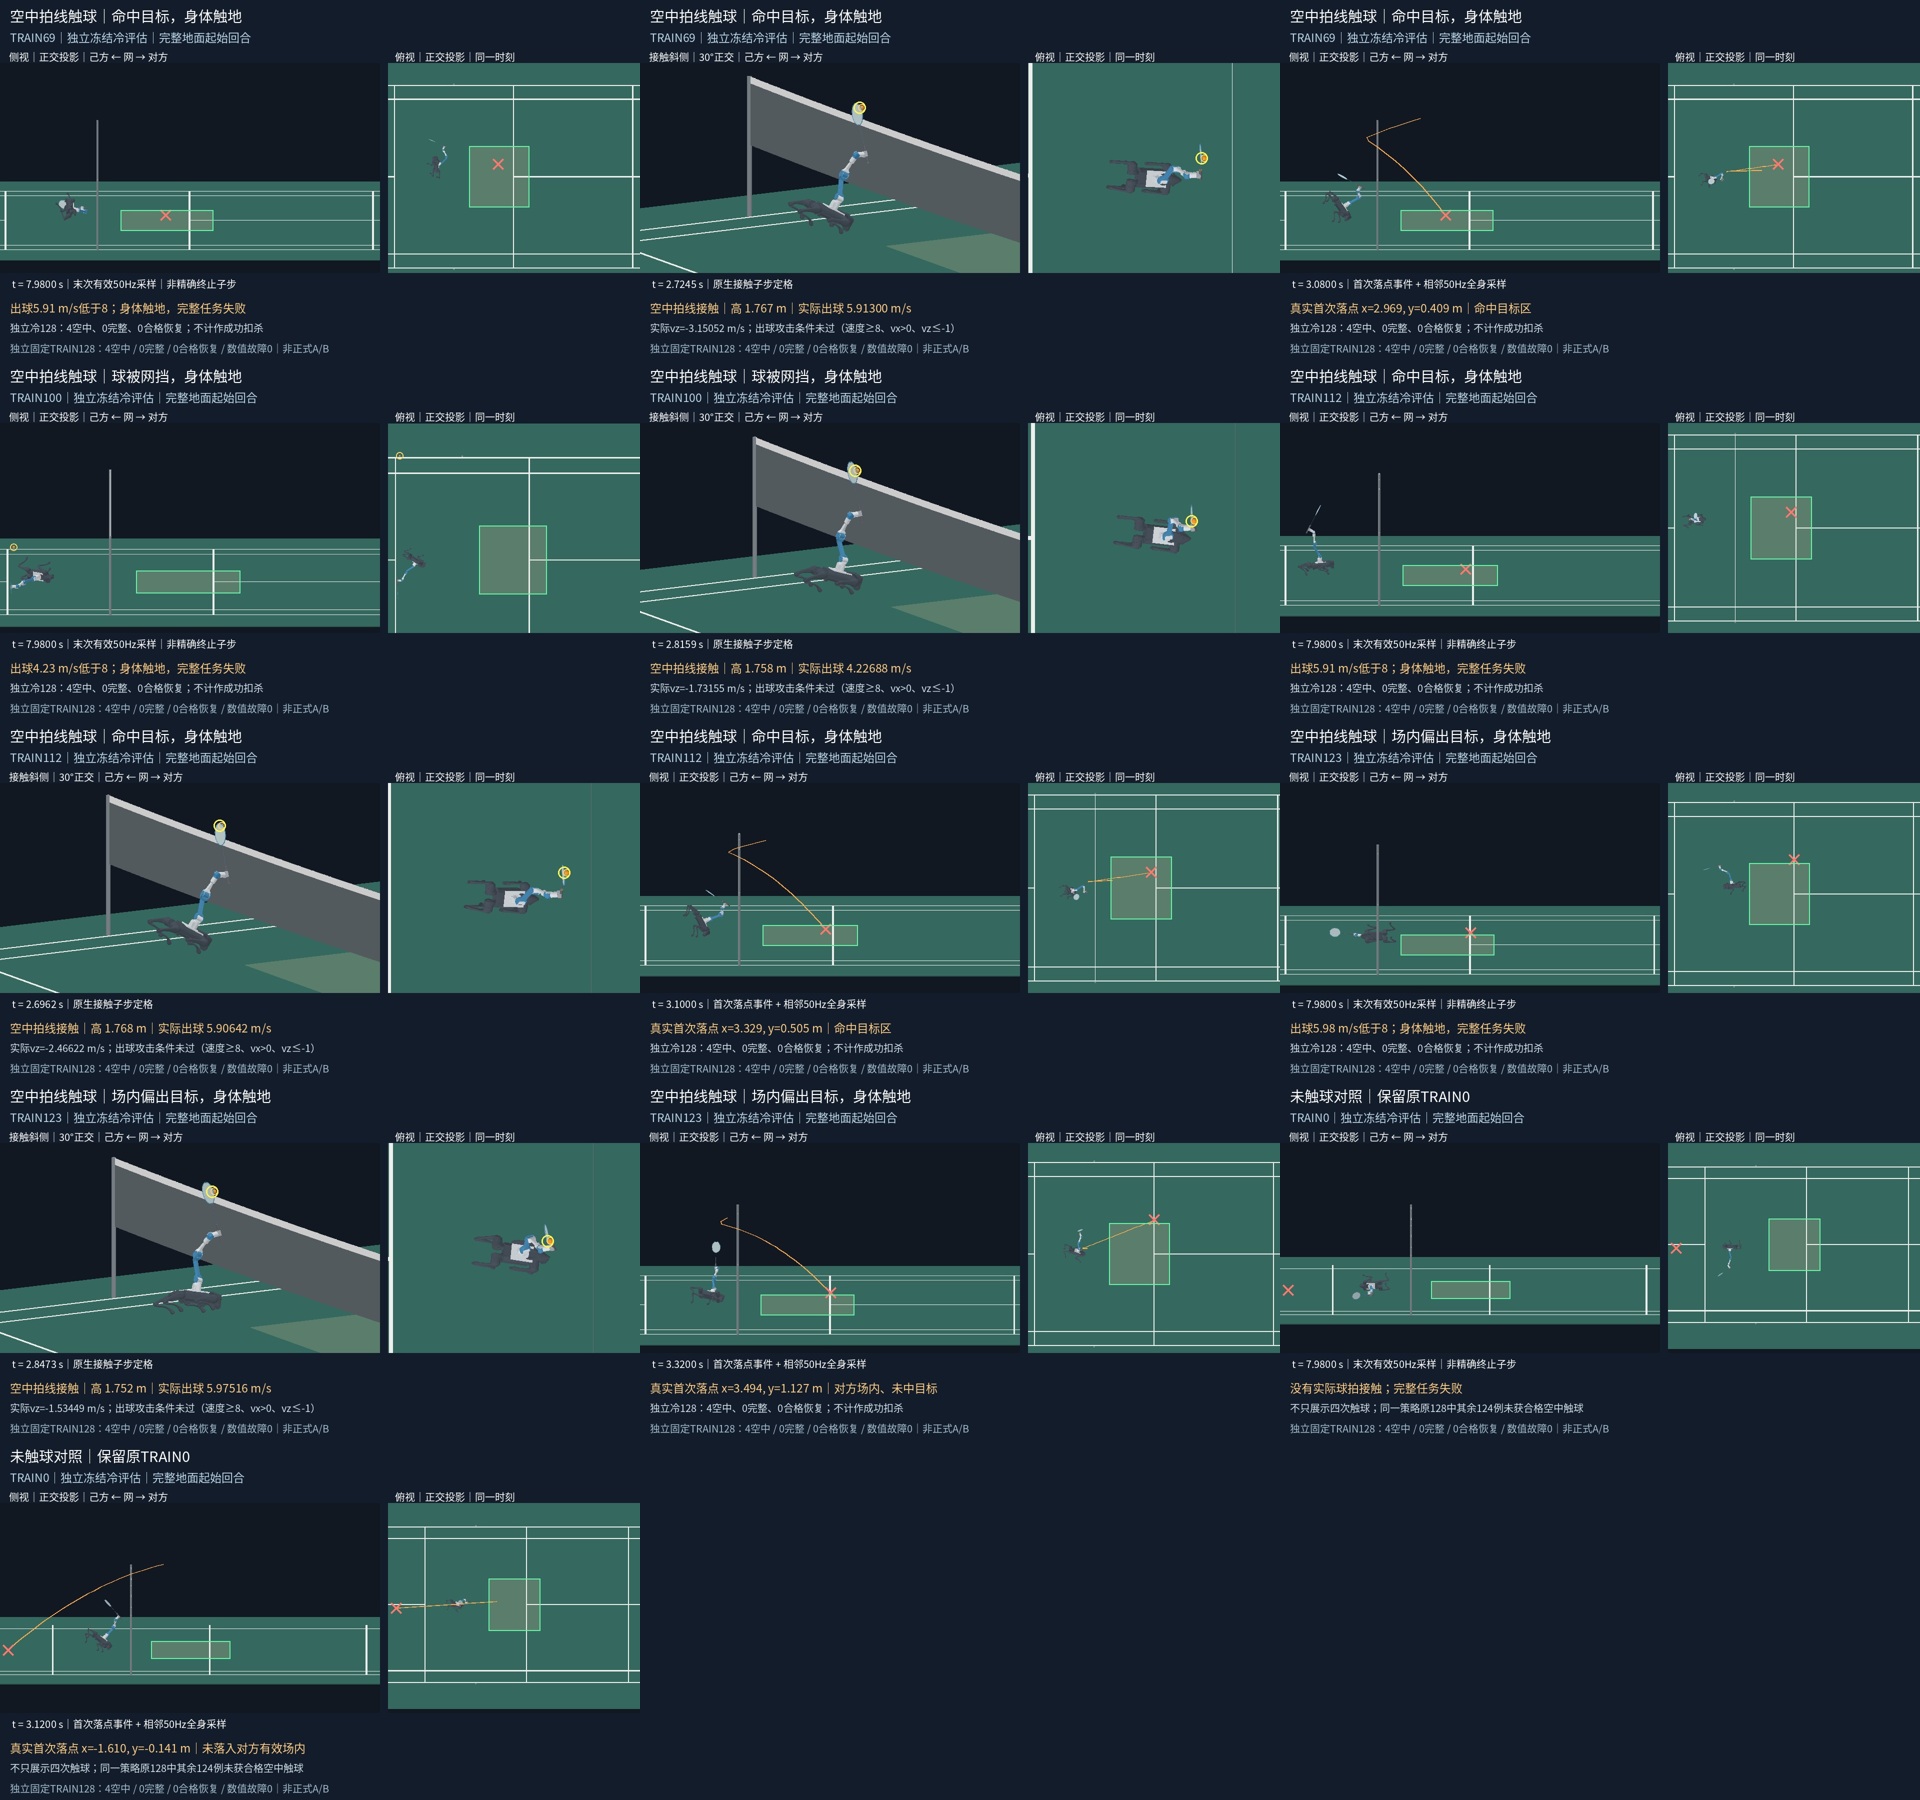 空中拍线触球｜命中目标，身体触地
TRAIN69｜独立冻结冷评估｜完整地面起始回合
侧视｜正交投影｜己方 ← 网 → 对方
俯视｜正交投影｜同一时刻
t = 7.9800 s｜末次有效50Hz采样｜非精确终止子步
出球5.91 m/s低于8；身体触地，完整任务失败
独立冷128：4空中、0完整、0合格恢复；不计作成功扣杀
独立固定TRAIN128：4空中 / 0完整 / 0合格恢复 / 数值故障0｜非正式A/B
空中拍线触球｜命中目标，身体触地
TRAIN69｜独立冻结冷评估｜完整地面起始回合
接触斜侧｜30°正交｜己方 ← 网 → 对方
俯视｜正交投影｜同一时刻
t = 2.7245 s｜原生接触子步定格
空中拍线接触｜高 1.767 m｜实际出球 5.91300 m/s
实际vz=-3.15052 m/s；出球攻击条件未过（速度≥8、vx>0、vz≤-1）
独立固定TRAIN128：4空中 / 0完整 / 0合格恢复 / 数值故障0｜非正式A/B
空中拍线触球｜命中目标，身体触地
TRAIN69｜独立冻结冷评估｜完整地面起始回合
侧视｜正交投影｜己方 ← 网 → 对方
俯视｜正交投影｜同一时刻
t = 3.0800 s｜首次落点事件 + 相邻50Hz全身采样
真实首次落点 x=2.969, y=0.409 m｜命中目标区
独立冷128：4空中、0完整、0合格恢复；不计作成功扣杀
独立固定TRAIN128：4空中 / 0完整 / 0合格恢复 / 数值故障0｜非正式A/B
空中拍线触球｜球被网挡，身体触地
TRAIN100｜独立冻结冷评估｜完整地面起始回合
侧视｜正交投影｜己方 ← 网 → 对方
俯视｜正交投影｜同一时刻
t = 7.9800 s｜末次有效50Hz采样｜非精确终止子步
出球4.23 m/s低于8；身体触地，完整任务失败
独立冷128：4空中、0完整、0合格恢复；不计作成功扣杀
独立固定TRAIN128：4空中 / 0完整 / 0合格恢复 / 数值故障0｜非正式A/B
空中拍线触球｜球被网挡，身体触地
TRAIN100｜独立冻结冷评估｜完整地面起始回合
接触斜侧｜30°正交｜己方 ← 网 → 对方
俯视｜正交投影｜同一时刻
t = 2.8159 s｜原生接触子步定格
空中拍线接触｜高 1.758 m｜实际出球 4.22688 m/s
实际vz=-1.73155 m/s；出球攻击条件未过（速度≥8、vx>0、vz≤-1）
独立固定TRAIN128：4空中 / 0完整 / 0合格恢复 / 数值故障0｜非正式A/B
空中拍线触球｜命中目标，身体触地
TRAIN112｜独立冻结冷评估｜完整地面起始回合
侧视｜正交投影｜己方 ← 网 → 对方
俯视｜正交投影｜同一时刻
t = 7.9800 s｜末次有效50Hz采样｜非精确终止子步
出球5.91 m/s低于8；身体触地，完整任务失败
独立冷128：4空中、0完整、0合格恢复；不计作成功扣杀
独立固定TRAIN128：4空中 / 0完整 / 0合格恢复 / 数值故障0｜非正式A/B
空中拍线触球｜命中目标，身体触地
TRAIN112｜独立冻结冷评估｜完整地面起始回合
接触斜侧｜30°正交｜己方 ← 网 → 对方
俯视｜正交投影｜同一时刻
t = 2.6962 s｜原生接触子步定格
空中拍线接触｜高 1.768 m｜实际出球 5.90642 m/s
实际vz=-2.46622 m/s；出球攻击条件未过（速度≥8、vx>0、vz≤-1）
独立固定TRAIN128：4空中 / 0完整 / 0合格恢复 / 数值故障0｜非正式A/B
空中拍线触球｜命中目标，身体触地
TRAIN112｜独立冻结冷评估｜完整地面起始回合
侧视｜正交投影｜己方 ← 网 → 对方
俯视｜正交投影｜同一时刻
t = 3.1000 s｜首次落点事件 + 相邻50Hz全身采样
真实首次落点 x=3.329, y=0.505 m｜命中目标区
独立冷128：4空中、0完整、0合格恢复；不计作成功扣杀
独立固定TRAIN128：4空中 / 0完整 / 0合格恢复 / 数值故障0｜非正式A/B
空中拍线触球｜场内偏出目标，身体触地
TRAIN123｜独立冻结冷评估｜完整地面起始回合
侧视｜正交投影｜己方 ← 网 → 对方
俯视｜正交投影｜同一时刻
t = 7.9800 s｜末次有效50Hz采样｜非精确终止子步
出球5.98 m/s低于8；身体触地，完整任务失败
独立冷128：4空中、0完整、0合格恢复；不计作成功扣杀
独立固定TRAIN128：4空中 / 0完整 / 0合格恢复 / 数值故障0｜非正式A/B
空中拍线触球｜场内偏出目标，身体触地
TRAIN123｜独立冻结冷评估｜完整地面起始回合
接触斜侧｜30°正交｜己方 ← 网 → 对方
俯视｜正交投影｜同一时刻
t = 2.8473 s｜原生接触子步定格
空中拍线接触｜高 1.752 m｜实际出球 5.97516 m/s
实际vz=-1.53449 m/s；出球攻击条件未过（速度≥8、vx>0、vz≤-1）
独立固定TRAIN128：4空中 / 0完整 / 0合格恢复 / 数值故障0｜非正式A/B
空中拍线触球｜场内偏出目标，身体触地
TRAIN123｜独立冻结冷评估｜完整地面起始回合
侧视｜正交投影｜己方 ← 网 → 对方
俯视｜正交投影｜同一时刻
t = 3.3200 s｜首次落点事件 + 相邻50Hz全身采样
真实首次落点 x=3.494, y=1.127 m｜对方场内、未中目标
独立冷128：4空中、0完整、0合格恢复；不计作成功扣杀
独立固定TRAIN128：4空中 / 0完整 / 0合格恢复 / 数值故障0｜非正式A/B
未触球对照｜保留原TRAIN0
TRAIN0｜独立冻结冷评估｜完整地面起始回合
侧视｜正交投影｜己方 ← 网 → 对方
俯视｜正交投影｜同一时刻
t = 7.9800 s｜末次有效50Hz采样｜非精确终止子步
没有实际球拍接触；完整任务失败
不只展示四次触球；同一策略原128中其余124例未获合格空中触球
独立固定TRAIN128：4空中 / 0完整 / 0合格恢复 / 数值故障0｜非正式A/B
未触球对照｜保留原TRAIN0
TRAIN0｜独立冻结冷评估｜完整地面起始回合
侧视｜正交投影｜己方 ← 网 → 对方
俯视｜正交投影｜同一时刻
t = 3.1200 s｜首次落点事件 + 相邻50Hz全身采样
真实首次落点 x=-1.610, y=-0.141 m｜未落入对方有效场内
不只展示四次触球；同一策略原128中其余124例未获合格空中触球
独立固定TRAIN128：4空中 / 0完整 / 0合格恢复 / 数值故障0｜非正式A/B